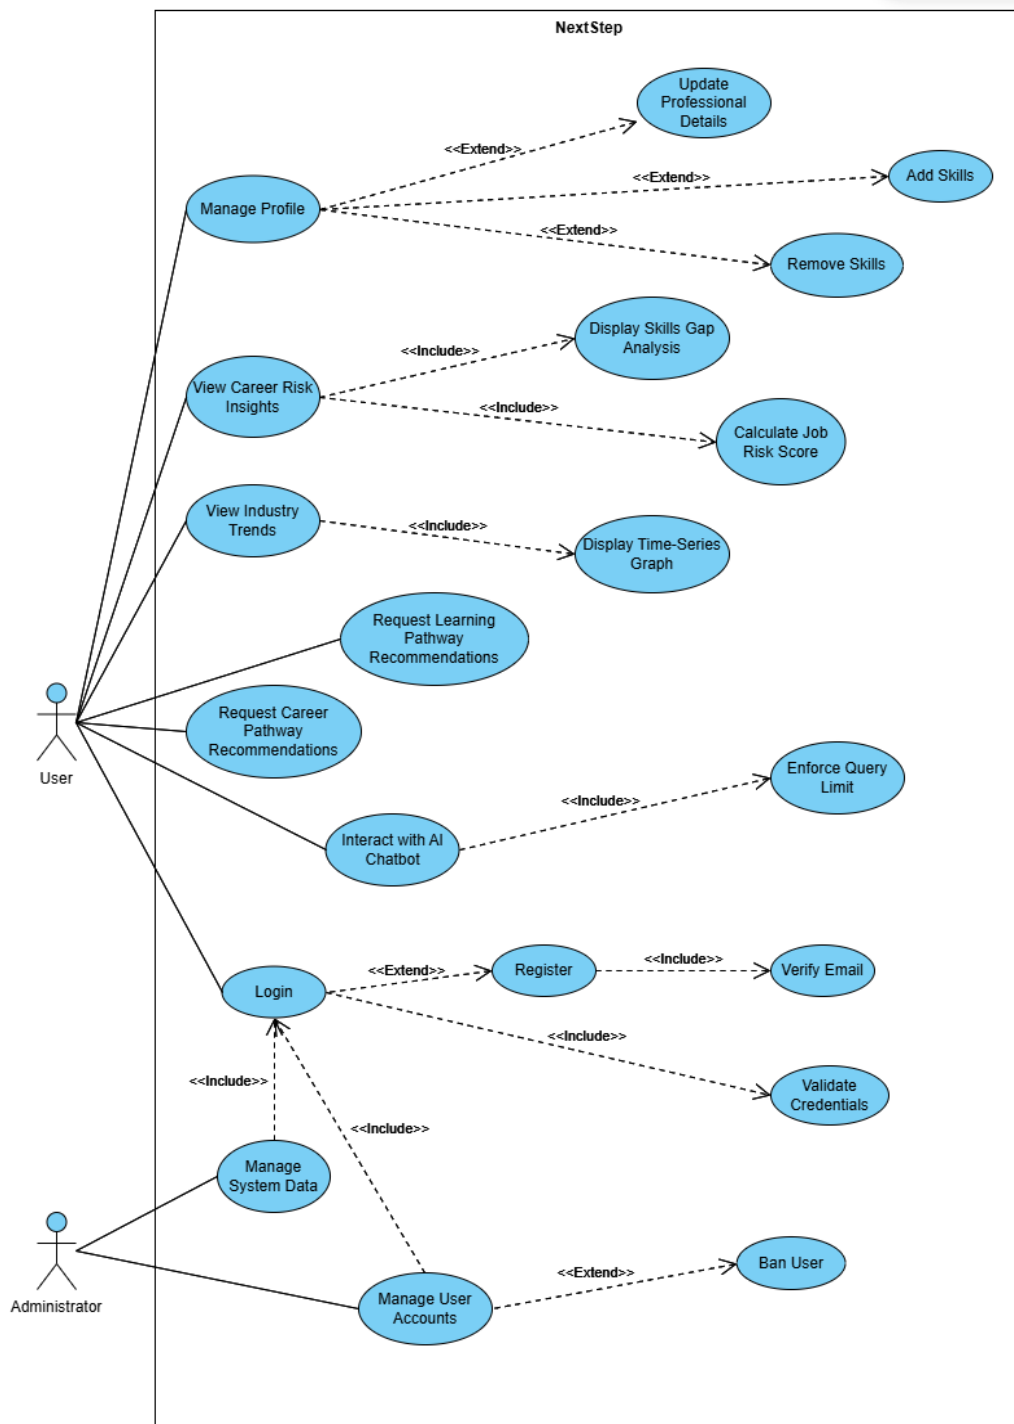 NextStep
Update
Professional
Details
<<Extend>>
<<Extend>>
Add Skills
Manage Profile
<<Extend>>
Remove Skills
Display Skills Gap
Analysis
<<Include>>
View Career Risk
Insights
<<Include>>
Calculate Job
Risk Score
View Industry
Trends
<<Include>>
Display Time-Series
Graph
Request Learning
Pathway
Recommendations
Request Career
Pathway
Recommendations
User
Enforce Query
Limit
<<Include>>
Interact with AI
Chatbot
Login
<<Extend>>
Register
<<Include>>
Verify Email
<<Include>>
Validate
Credentials
<<Include>>
<<Include>>
Manage
System Data
Administrator
Manage User
Accounts
<<Extend>>
Ban User